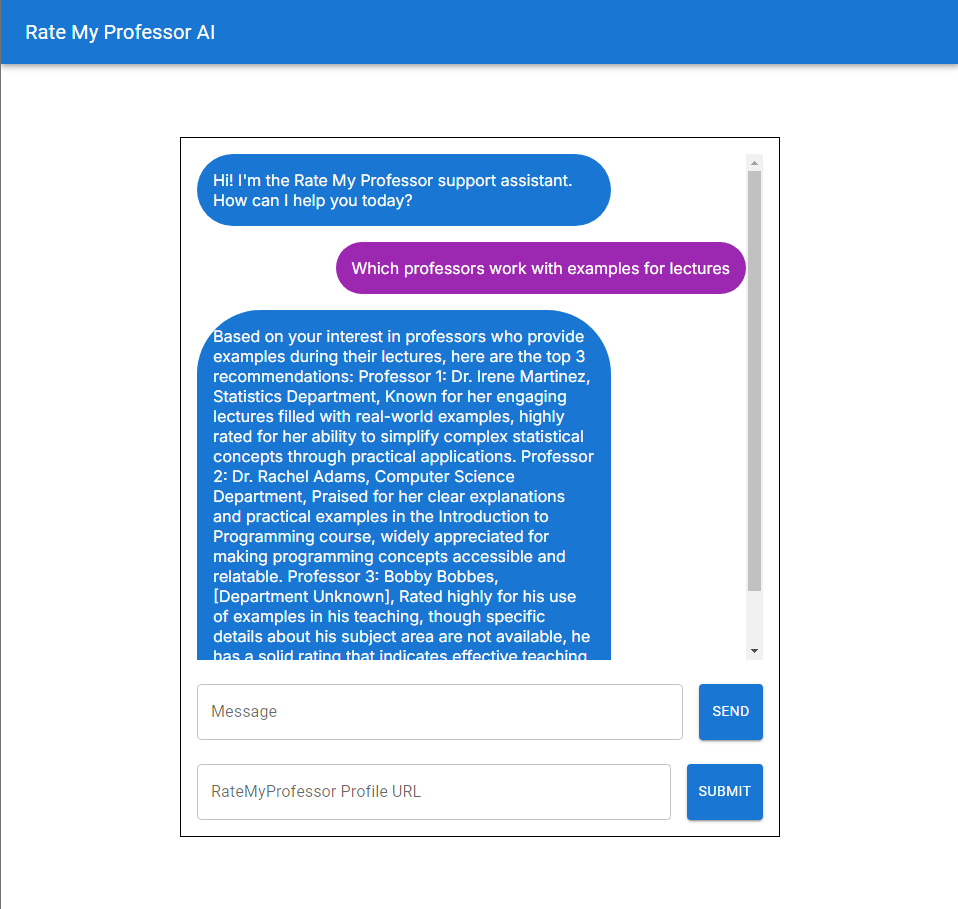 Rate My Professor AI
Hi! I'm the Rate My Professor support assistant.
How can I help you today?
Which professors work with examples for lectures
Based on your interest in professors who provide
examples during their lectures, here are the top 3
recommendations: Professor 1: Dr. Irene Martinez,
Statistics Department, Known for her engaging
lectures filled with real-world examples, highly
rated for her ability to simplify complex statistical
concepts through practical applications. Professor
2: Dr. Rachel Adams, Computer Science
Department, Praised for her clear explanations
and practical examples in the Introduction to
Programming course, widely appreciated for
making programming concepts accessible and
relatable. Professor 3: Bobby Bobbes,
[Department Unknown], Rated highly for his use
of examples in his teaching, though specific
details about his subject area are not available, he
has a solid rating that indicates effective teaching
Message
SEND
RateMyProfessor Profile URL
SUBMIT